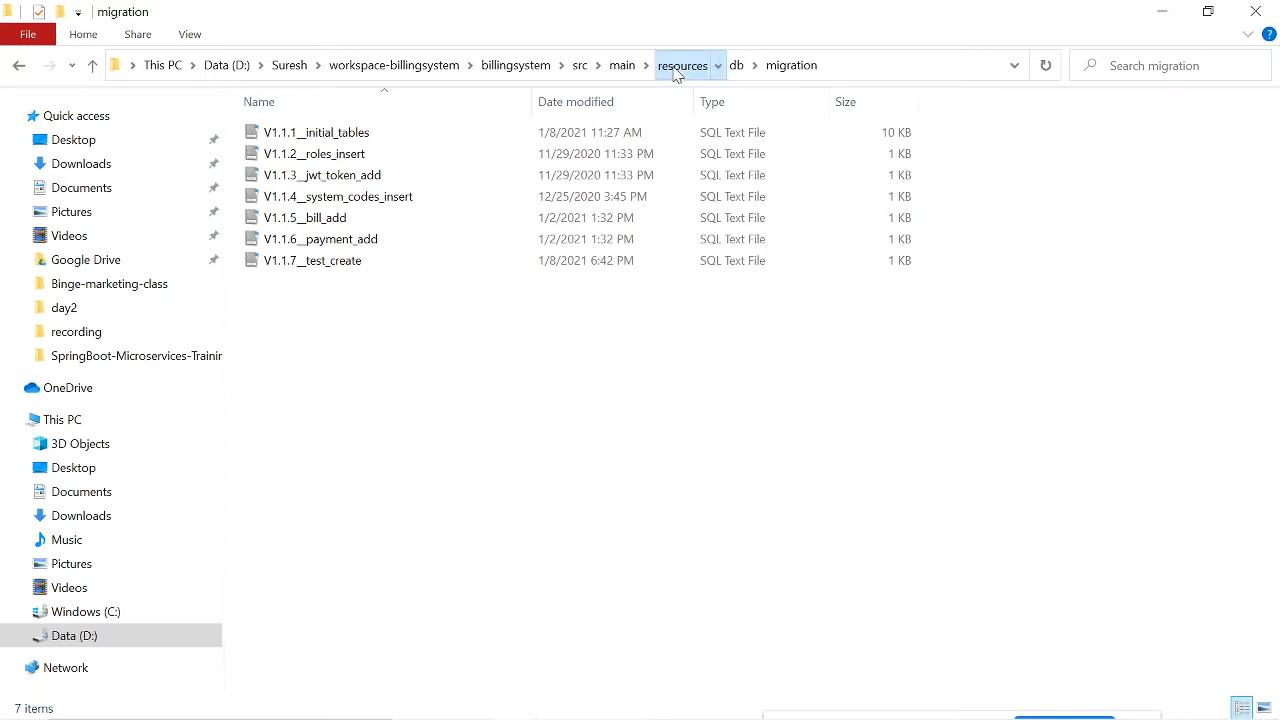 migration
File Home Share View
This PC Data (D:) Suresh workspace-billingsystem billingsystem src main resources db migration Search migration
Name Date modified Type Size
V1.1.1__initial_tables 1/8/2021 11:27 AM SQL Text File 10 KB
V1.1.2__roles_insert 11/29/2020 11:33 PM SQL Text File 1 KB
V1.1.3__jwt_token_add 11/29/2020 11:33 PM SQL Text File 1 KB
V1.1.4__system_codes_insert 12/25/2020 3:45 PM SQL Text File 1 KB
V1.1.5__bill_add 1/2/2021 1:32 PM SQL Text File 1 KB
V1.1.6__payment_add 1/2/2021 1:32 PM SQL Text File 1 KB
V1.1.7__test_create 1/8/2021 6:42 PM SQL Text File 1 KB
Quick access
Desktop
Downloads
Documents
Pictures
Videos
Google Drive
Binge-marketing-class
day2
recording
SpringBoot-Microservices-Trainir
OneDrive
This PC
3D Objects
Desktop
Documents
Downloads
Music
Pictures
Videos
Windows (C:)
Data (D:)
Network
7 items